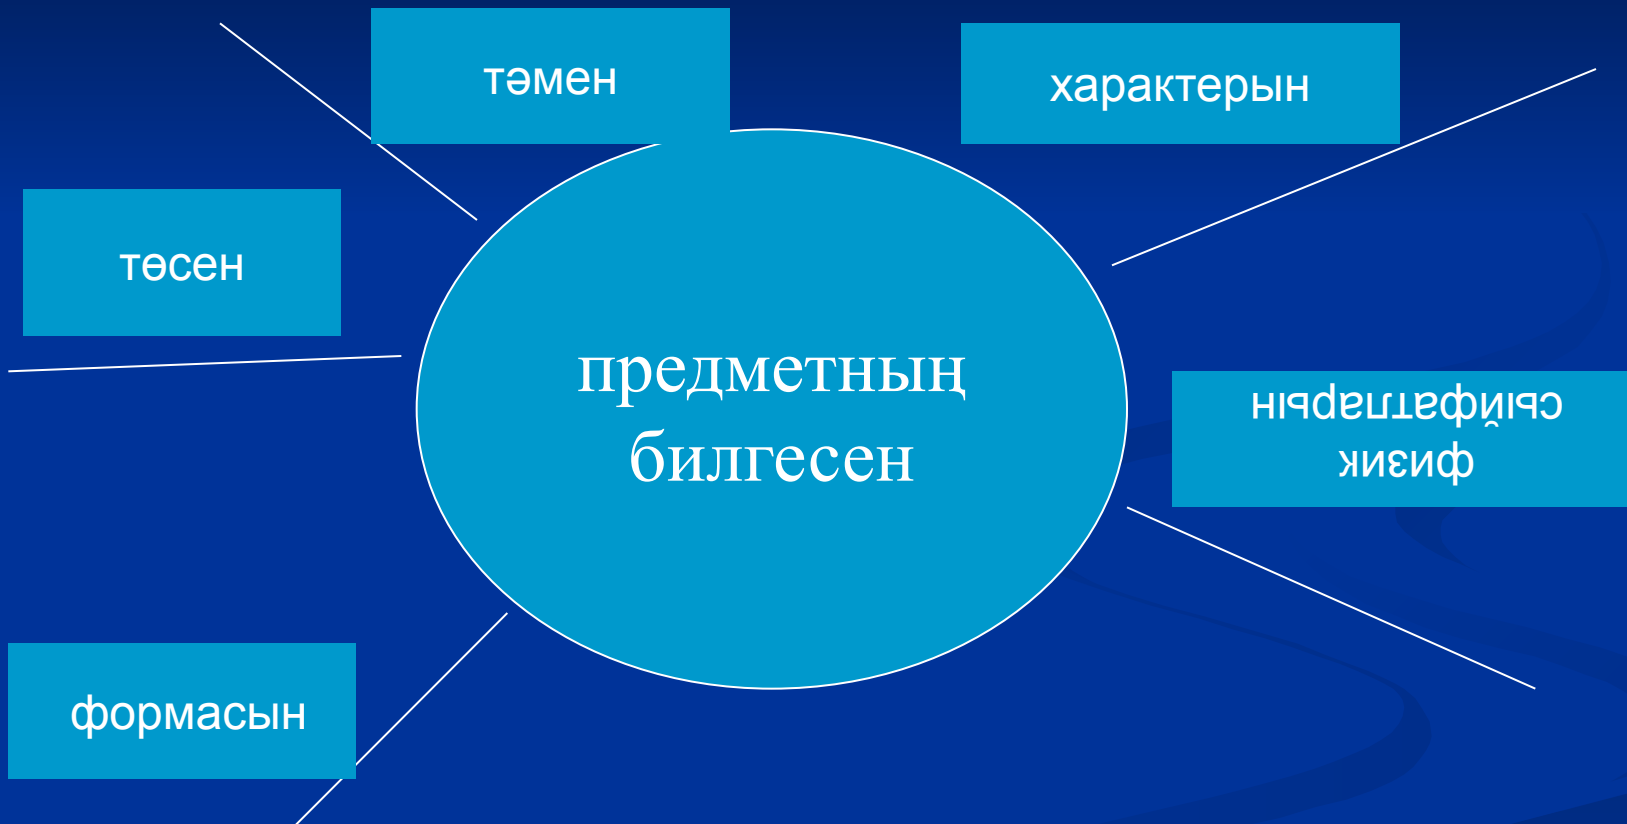 тәмен
характерын
төсен
предметның
билгесен
физик
сыйфатларын
формасын